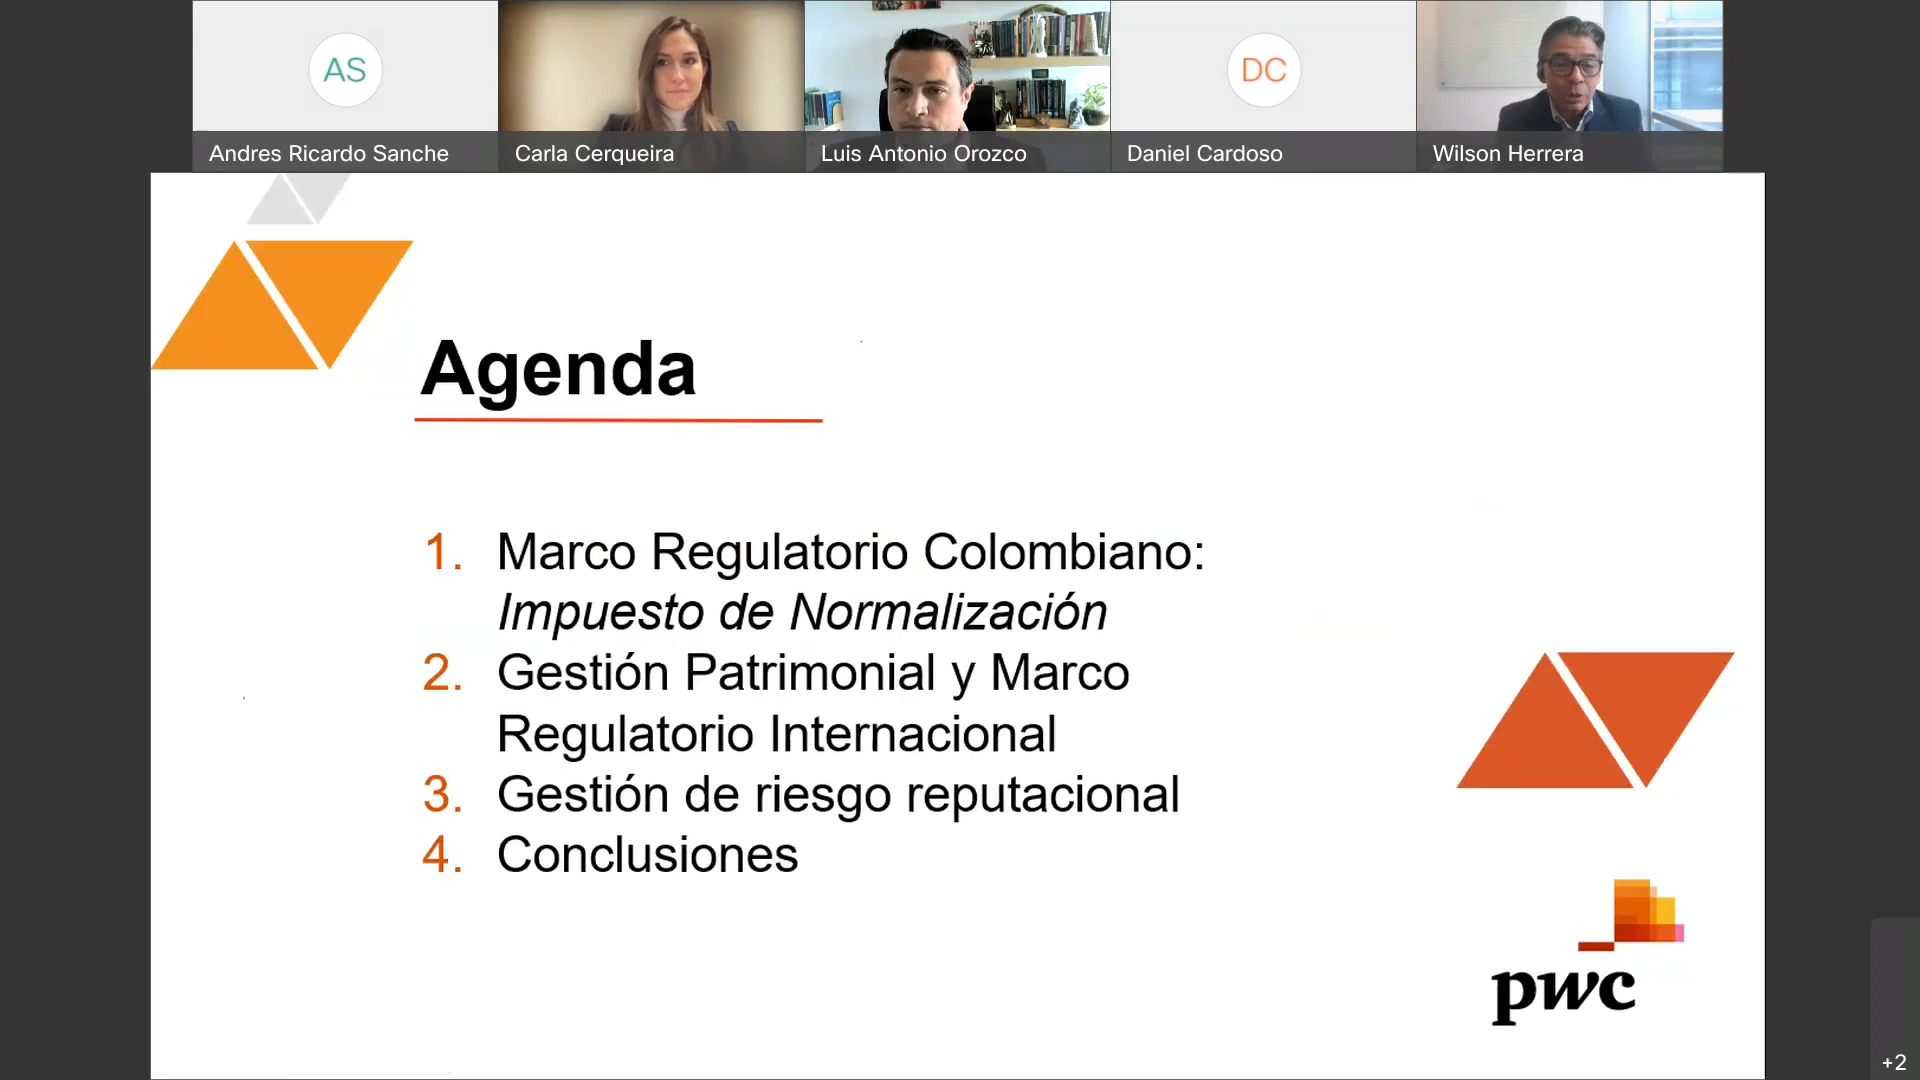 AS
DC
Andres Ricardo Sanche
Carla Cerqueira
Luis Antonio Orozco
Daniel Cardoso
Wilson Herrera
Agenda
1. Marco Regulatorio Colombiano:
Impuesto de Normalización
2. Gestión Patrimonial y Marco
Regulatorio Internacional
3. Gestión de riesgo reputacional
4. Conclusiones
pwc
+2